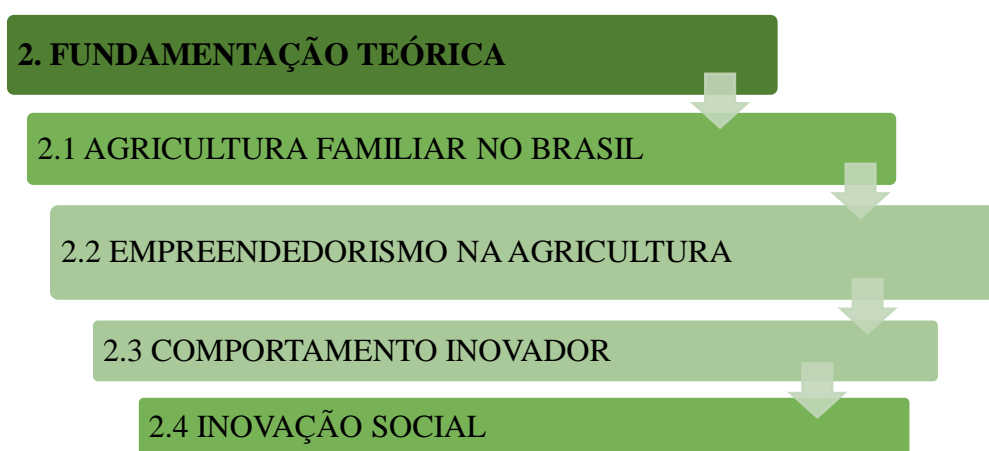 2. FUNDAMENTAÇÃO TEÓRICA
2.1 AGRICULTURA FAMILIAR NO BRASIL
2.2 EMPREENDEDORISMO NA AGRICULTURA
2.3 COMPORTAMENTO INOVADOR
2.4 INOVAÇÃO SOCIAL